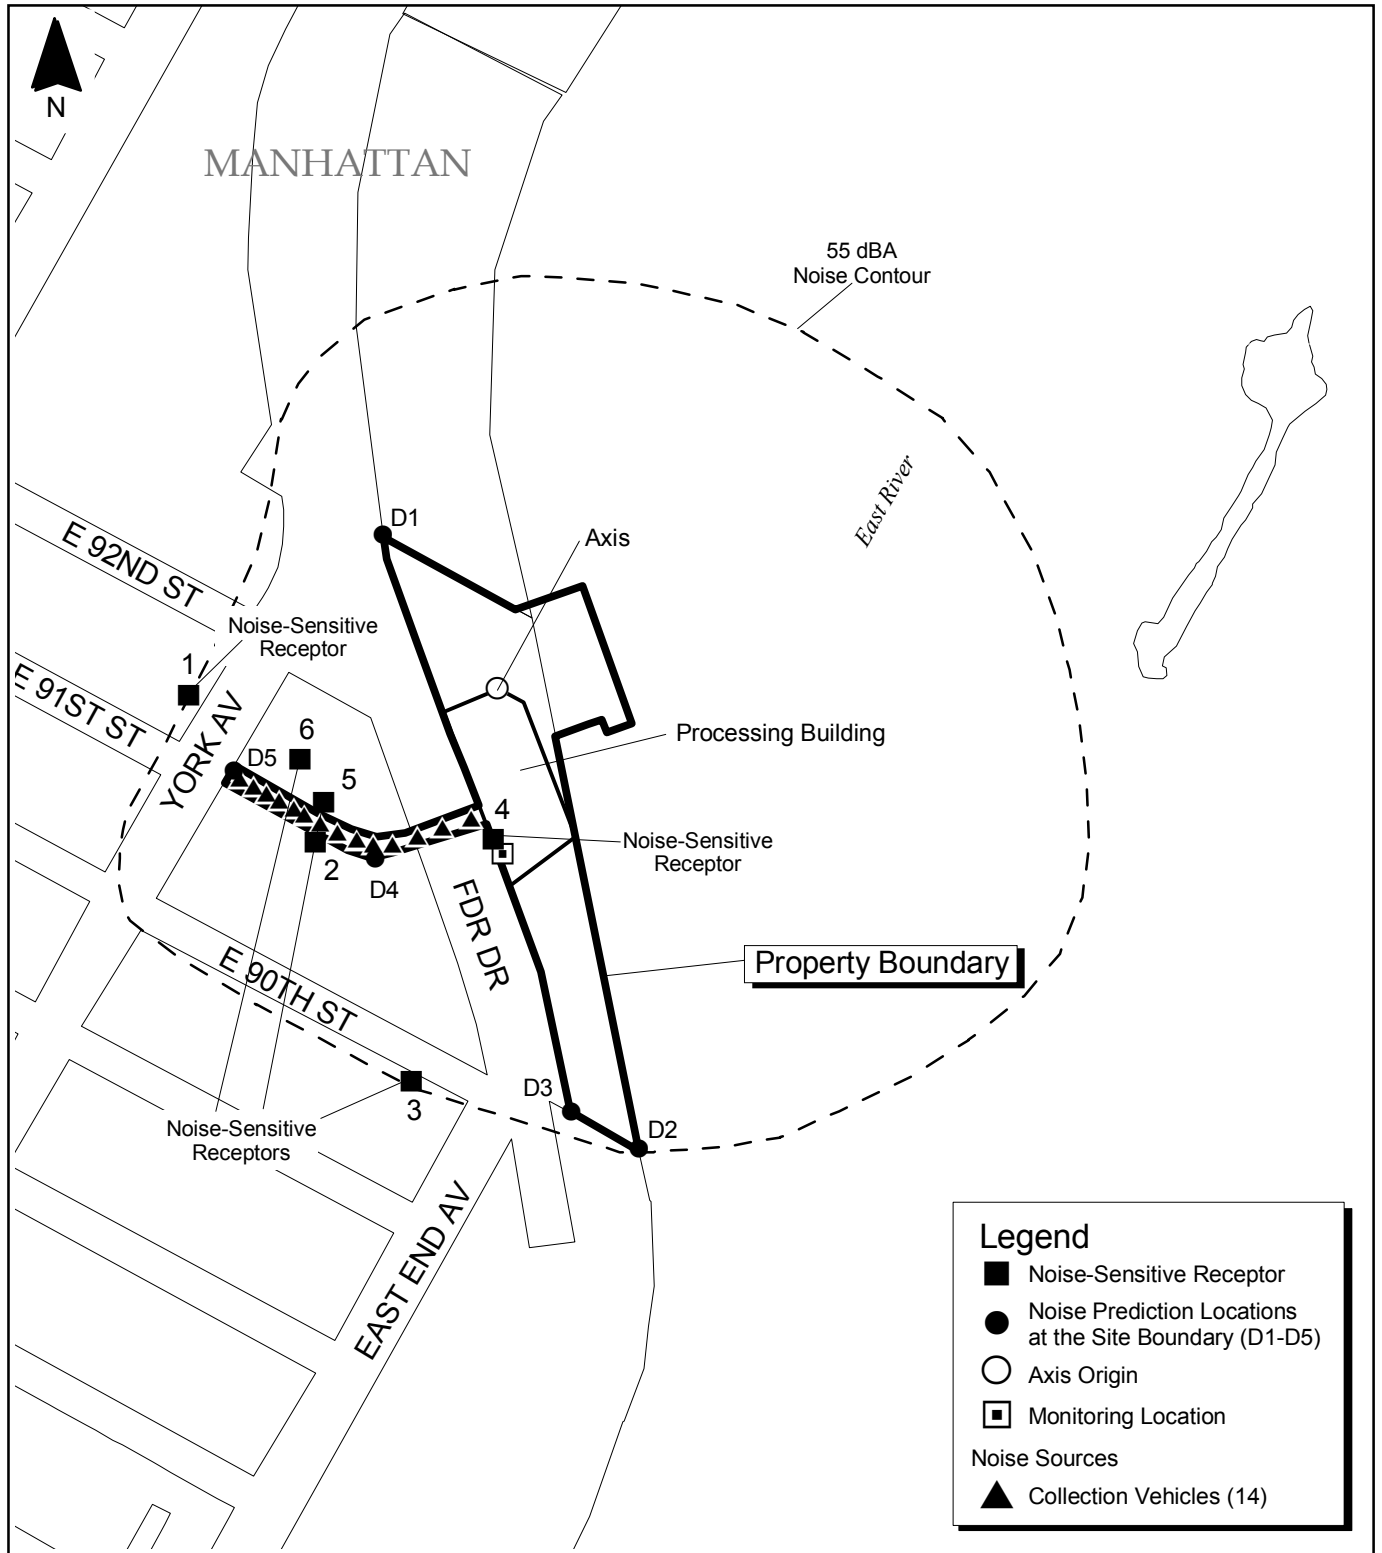 N
MANHATTAN
55 dBA
Noise Contour
East River
D1
Axis
E 92ND ST
Noise-Sensitive
Receptor
1
E 91ST ST
YORK AV
6
D5
5
Processing Building
4
Noise-Sensitive
Receptor
2
D4
FDR DR
Property Boundary
E 90TH ST
D3
3
D2
Noise-Sensitive
Receptors
EAST END AV
Legend
Noise-Sensitive Receptor
Noise Prediction Locations
at the Site Boundary (D1-D5)
Axis Origin
Monitoring Location
Noise Sources
Collection Vehicles (14)